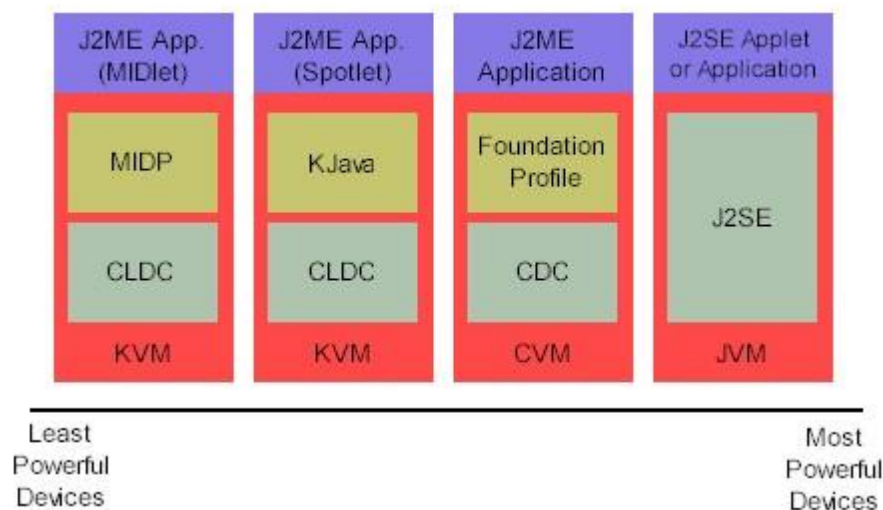 J2ME App.
(MIDlet)
MIDP
CLDC
KVM
J2ME App.
(Spotlet)
KJava
CLDC
KVM
J2ME
Application
Foundation
Profile
CDC
CVM
J2SE Applet
or Application
J2SE
JVM
Least
Powerful
Devices
Most
Powerful
Devices